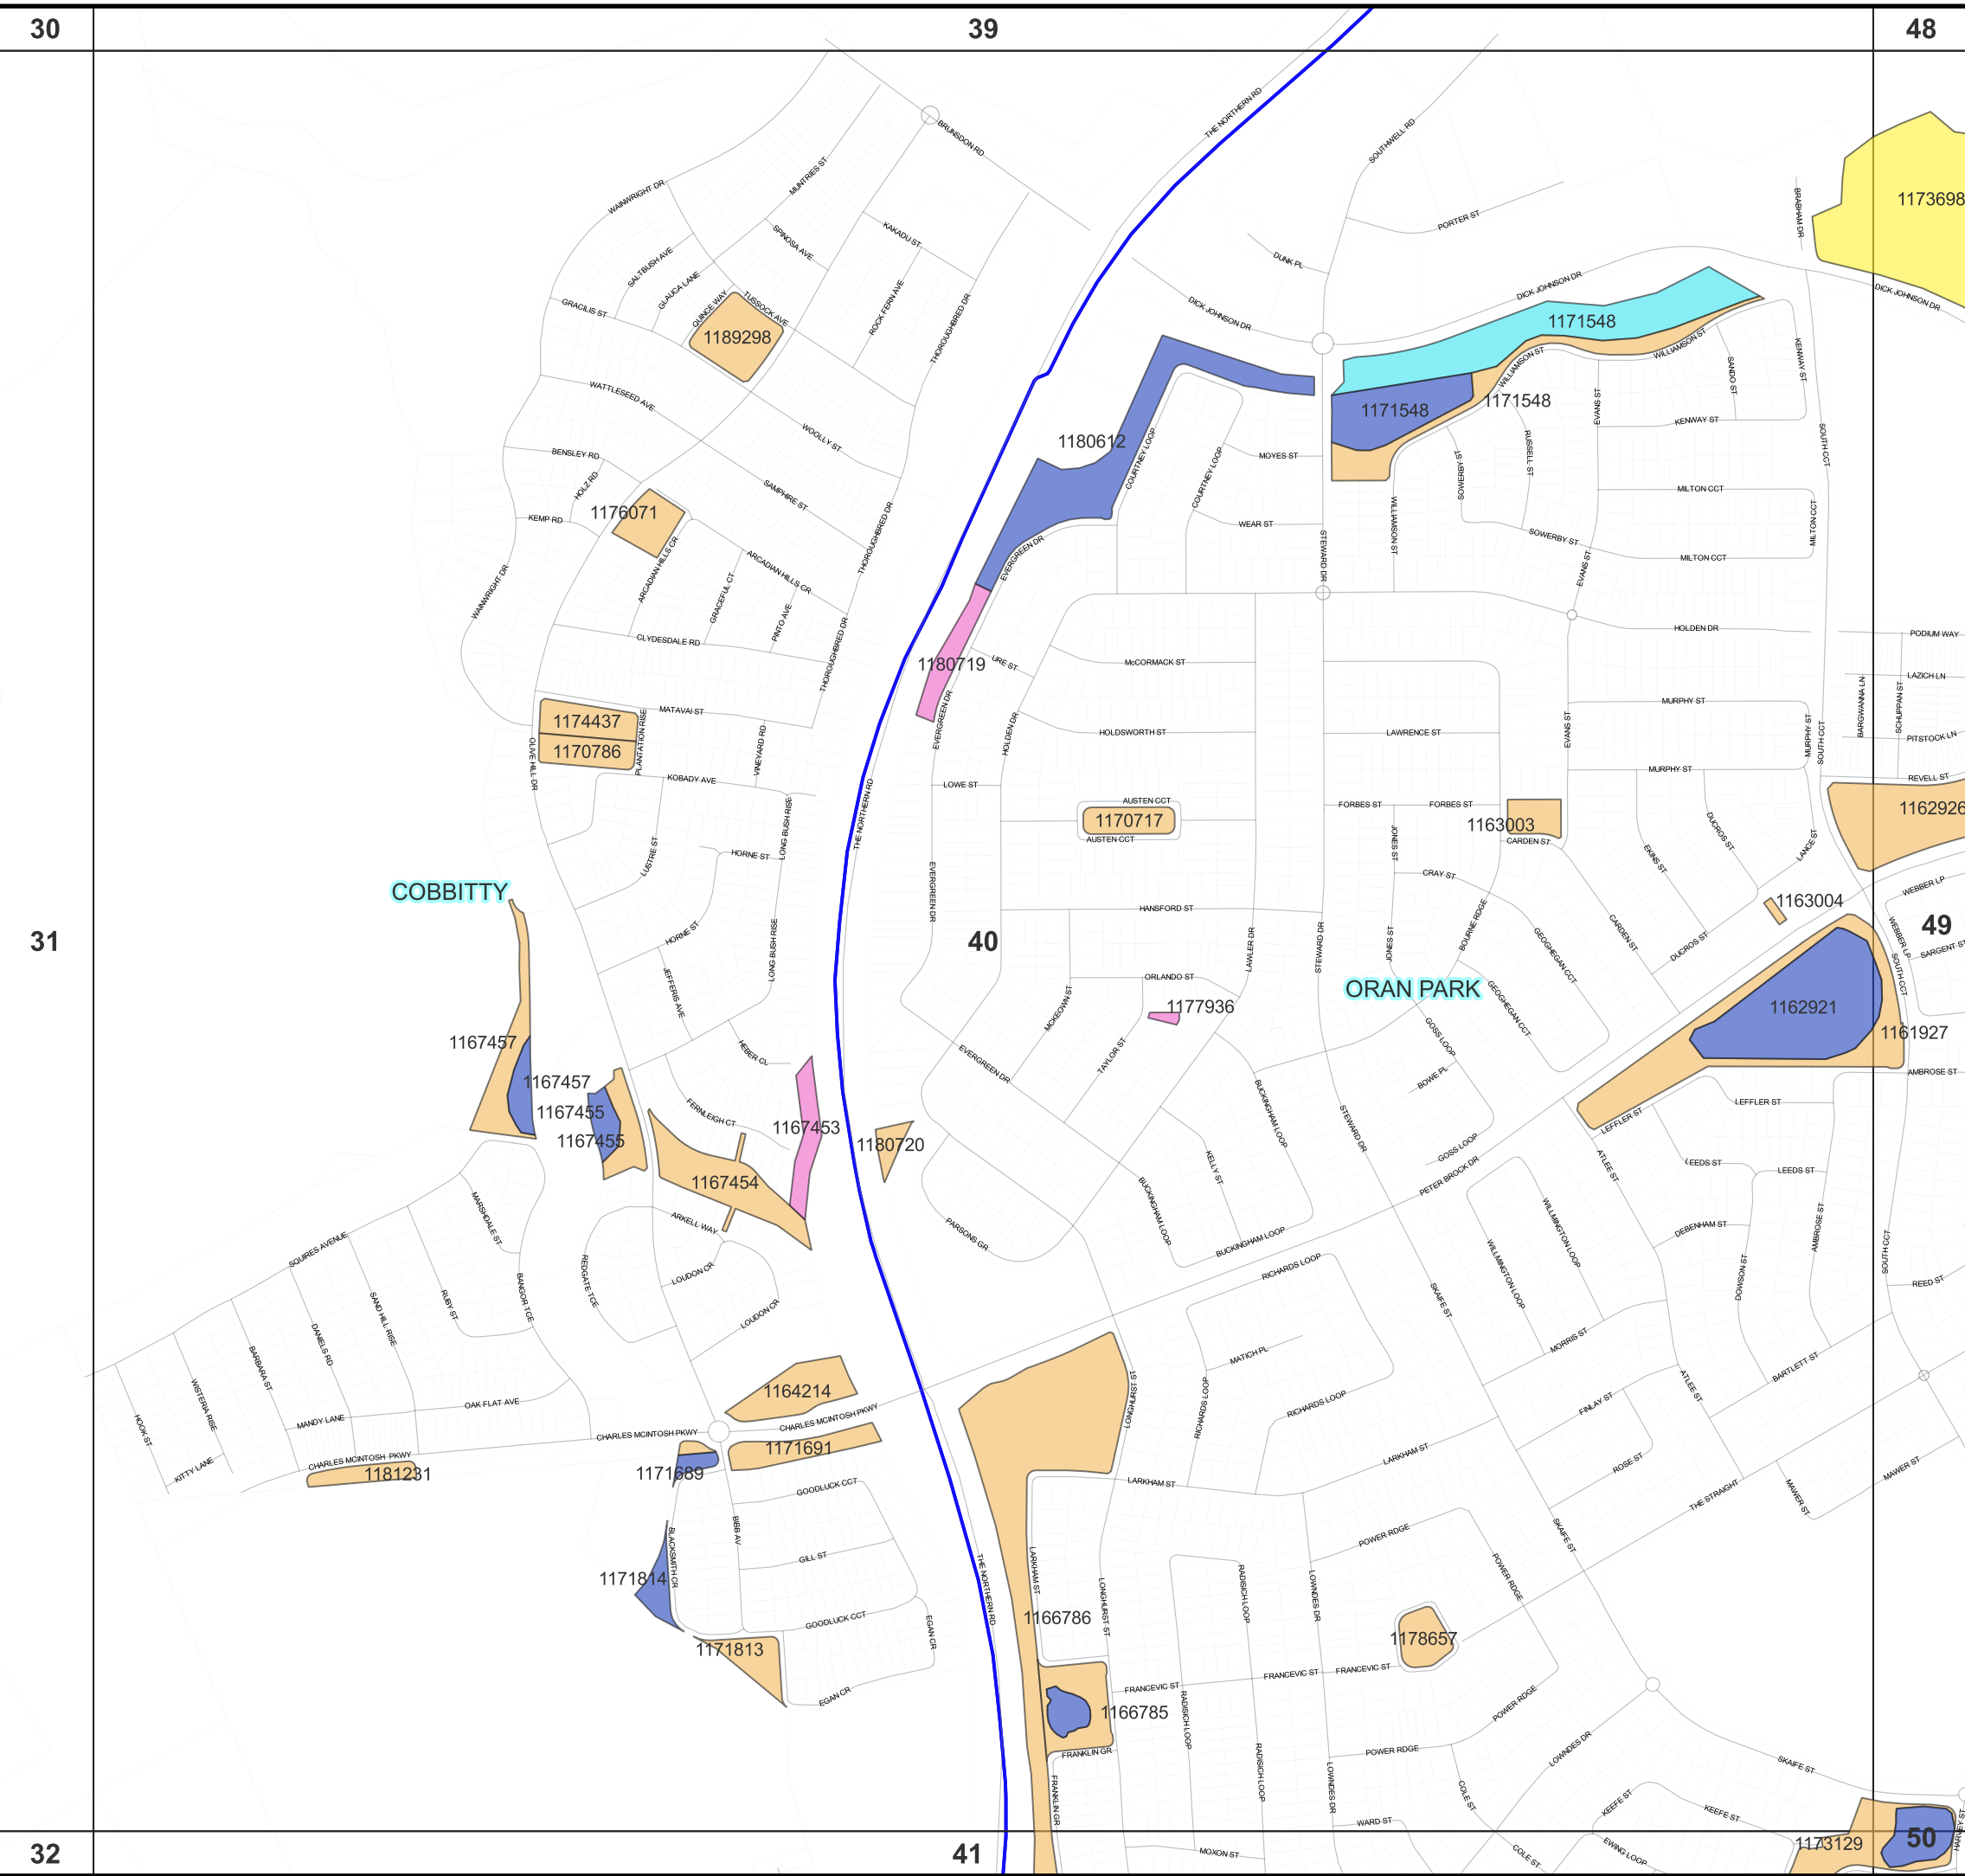 30
39
48
THE NORTHERN RD
BRUNSDON RD
SOUTHWELL RD
MUNTRIES ST
WAINWRIGHT DR
1173698
BRABHAM DR
PORTER ST
KAKADU ST
SPINOSA AVE
DUNK PL
SALTBUSH AVE
GLAUCA LANE
DICK JOHNSON DR
DICK JOHNSON DR
GRACILIS ST
QUINCE WAY
TUSSOCK AVE
ROCK FERN AVE
THOROUGHBRED DR
DICK JOHNSON DR
1171548
1189298
WILLIAMSON ST
WILLIAMSON ST
KENWAY ST
SANDO ST
WATTLESEED AVE
1171548
1171548
EVANS ST
KENWAY ST
WOOLLY ST
1180612
COURTNEY LOOP
COURTNEY LOOP
MOYES ST
SOWERBY ST
RUSSELL ST
SOUTH CCT
BENSLEY RD
HOLZ RD
SAMPHIRE ST
MILTON CCT
1176071
KEMP RD
WEAR ST
WILLIAMSON ST
SOWERBY ST
MILTON CCT
THOROUGHBRED DR
EVERGREEN DR
STEWARD DR
MILTON CCT
ARCADIAN HILLS CR
ARCADIAN HILLS CR
EVANS ST
WAINWRIGHT DR
GRACEFUL CT
PINTO AVE
CLYDESDALE RD
HOLDEN DR
PODIUM WAY
THOROUGHBRED DR
1180719
URE ST
McCORMACK ST
LAZICH LN
MATAVAI ST
1174437
PLANTATION RISE
MURPHY ST
BARGWANNA LN
SCHUPPAN ST
1170786
VINEYARD RD
EVERGREEN DR
HOLDEN DR
HOLDSWORTH ST
LAWRENCE ST
EVANS ST
MURPHY ST
SOUTH CCT
PITSTOCK LN
OLIVE HILL DR
KOBADY AVE
LOWE ST
MURPHY ST
REVELL ST
THE NORTHERN RD
LONG BUSH RISE
AUSTEN CCT
1170717
AUSTEN CCT
FORBES ST
FORBES ST
1163003
1162926
LUSTRE ST
HORNE ST
JONES ST
CARDEN ST
EKINS ST
DUCROS ST
LANCE ST
CRAY ST
COBBITTY
EVERGREEN DR
WEBBER LP
1163004
HANSFORD ST
BOURNE RDGE
31
HORNE ST
LONG BUSH RISE
40
LAWLER DR
STEWARD DR
JONES ST
GEOGHEGAN CCT
CARDEN ST
DUCROS ST
WEBBER LP
49
SARGENT ST
JEFFERIS AVE
ORLANDO ST
ORAN PARK
SOUTH CCT
MCKEOWN ST
1177936
GEOGHEGAN CCT
1162921
1167457
HEBER CL
TAYLOR ST
GOSS LOOP
1161927
EVERGREEN DR
BOWE PL
AMBROSE ST
1167457
1167455
FERNLEIGH CT
1167453
BUCKINGHAM LOOP
LEFFLER ST
LEFFLER ST
1167455
1180720
STEWARD DR
GOSS LOOP
1167454
KELLY ST
PETER BROCK DR
ATLEE ST
LEEDS ST
LEEDS ST
MARSHDALE ST
BUCKINGHAM LOOP
WILLMINGTON LOOP
ARKELL WAY
PARSONS GR
DEBENHAM ST
AMBROSE ST
SQUIRES AVENUE
BUCKINGHAM LOOP
WILLMINGTON LOOP
SOUTH CCT
REDGATE TCE
LOUDON CR
RICHARDS LOOP
DOWSON ST
REED ST
BANGOR TCE
RUBY ST
SAND HILL RISE
LOUDON CR
SKAIFE ST
DANIELS RD
MORRIS ST
BARBARA ST
MATICH PL
BARTLETT ST
WISTERIA RISE
1164214
LONGHURST ST
ATLEE ST
HOOK ST
MANDY LANE
OAK FLAT AVE
RICHARDS LOOP
RICHARDS LOOP
FINLAY ST
CHARLES MCINTOSH PKWY
CHARLES MCINTOSH PKWY
CHARLES MCINTOSH PKWY
1171691
LARKHAM ST
KITTY LANE
1181231
1171689
LARKHAM ST
ROSE ST
MAWER ST
GOODLUCK CCT
THE STRAIGHT
MAWER ST
BIBB AV
POWER RDGE
SKAIFE ST
BLACKSMITH CR
GILL ST
THE NORTHERN RD
LARKHAM ST
LONGHURST ST
RADISICH LOOP
LOWNDES DR
POWER RDGE
1171814
1166786
GOODLUCK CCT
EGAN CR
1178657
1171813
FRANCEVIC ST
FRANCEVIC ST
EGAN CR
FRANCEVIC ST
1166785
RADISICH LOOP
POWER RDGE
FRANKLIN GR
POWER RDGE
LOWNDES DR
SKAIFE ST
FRANKLIN GR
RADISICH LOOP
LOWNDES DR
COLE ST
KEEFE ST
KEEFE ST
HARVEY ST
WARD ST
32
41
MOXON ST
COLE ST
EWING LOOP
1173129
50